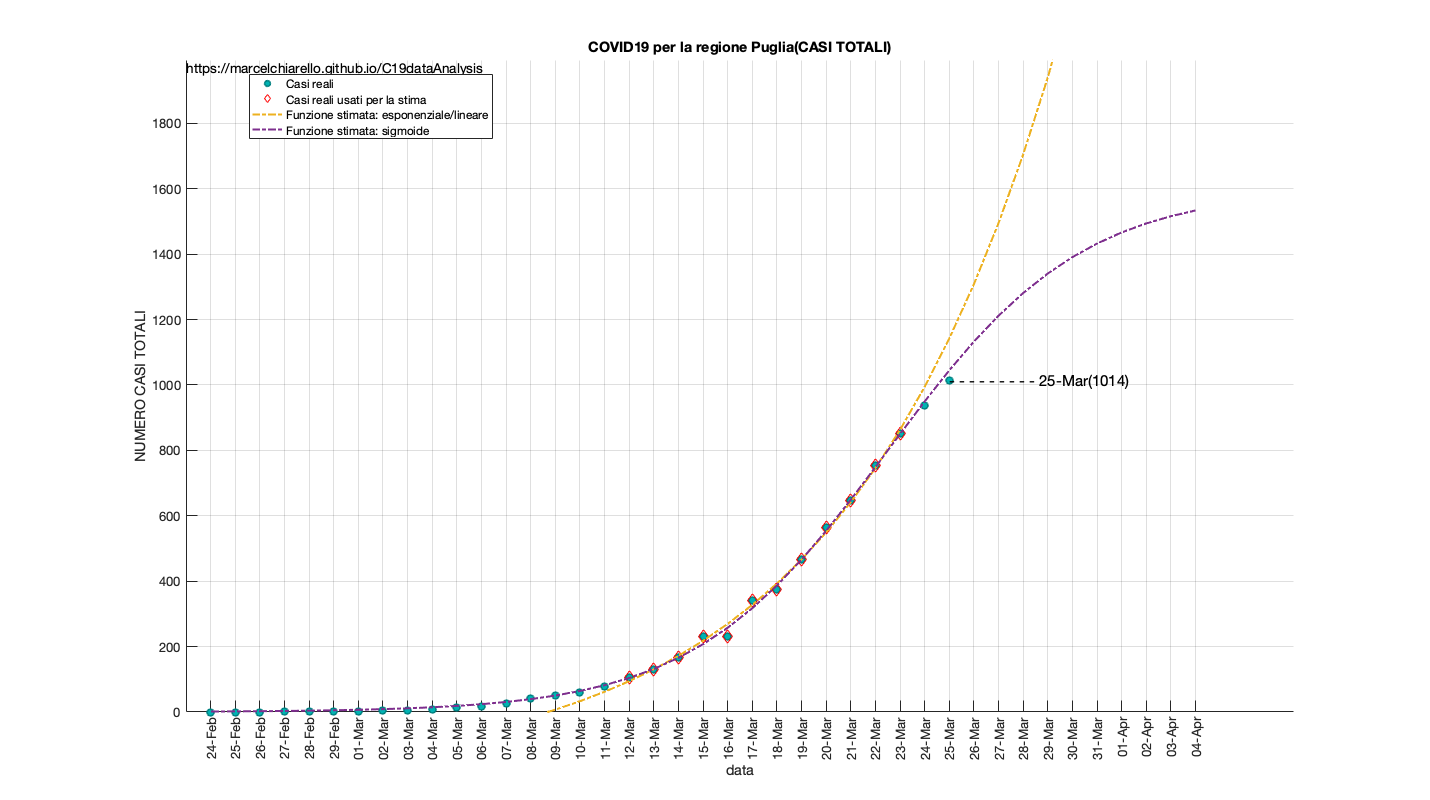 COVID19 per la regione Puglia(CASI TOTALI)
https://marcelchiarello.github.io/C19dataAnalysis
Casi reali
Casi reali usati per la stima
Funzione stimata: esponenziale/lineare
Funzione stimata: sigmoide
1800
1600
1400
1200
1000
800
600
400
200
0
NUMERO CASI TOTALI
25-Mar(1014)
24-Feb
25-Feb
26-Feb
27-Feb
28-Feb
29-Feb
01-Mar
02-Mar
03-Mar
04-Mar
05-Mar
06-Mar
07-Mar
08-Mar
09-Mar
10-Mar
11-Mar
12-Mar
13-Mar
14-Mar
15-Mar
16-Mar
17-Mar
18-Mar
19-Mar
20-Mar
21-Mar
22-Mar
23-Mar
24-Mar
25-Mar
26-Mar
27-Mar
28-Mar
29-Mar
30-Mar
31-Mar
01-Apr
02-Apr
03-Apr
04-Apr
data